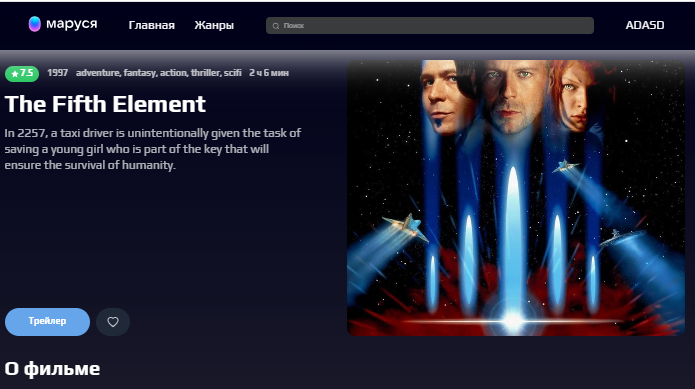 маруся
Главная Жанры
Поиск
ADASD
7.5 1997 adventure, fantasy, action, thriller, scifi 2 ч 6 мин
The Fifth Element
In 2257, a taxi driver is unintentionally given the task of
saving a young girl who is part of the key that will
ensure the survival of humanity.
Трейлер
О фильме